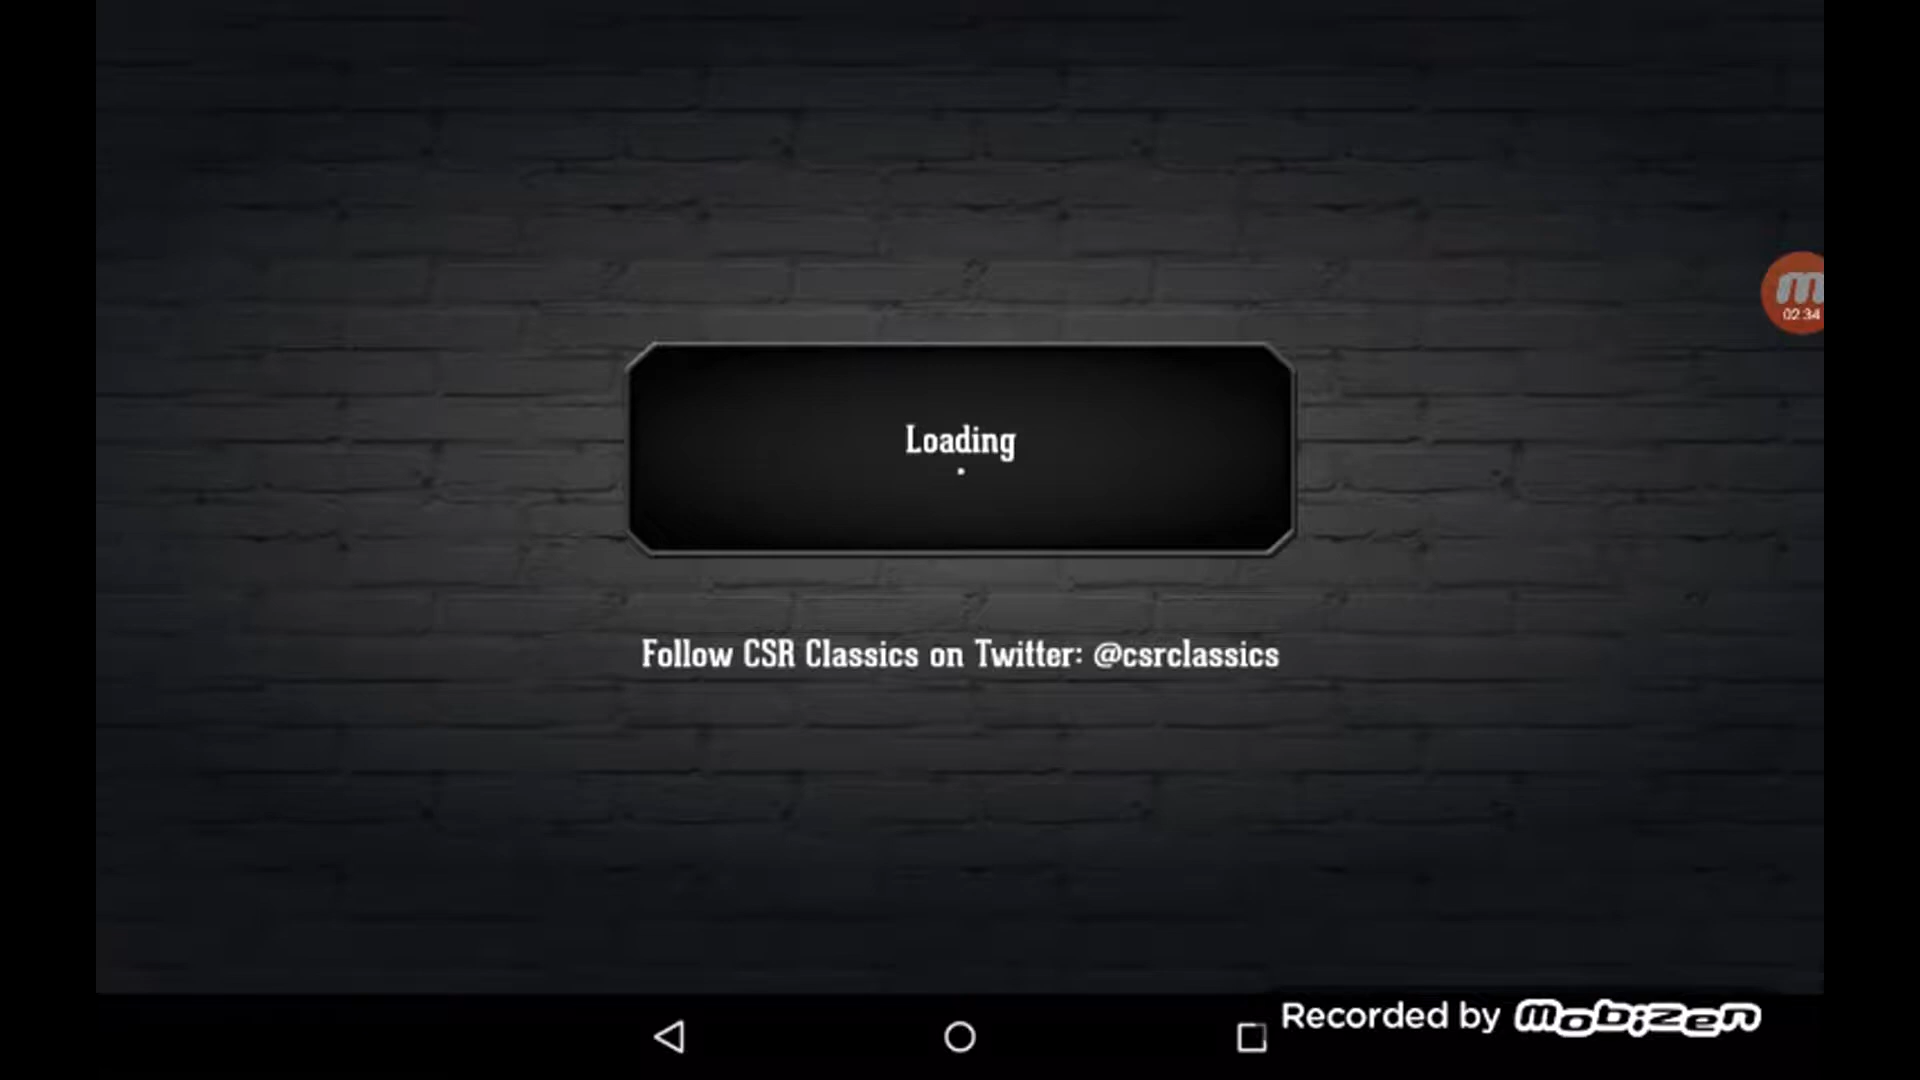 m
02:34
Loading
.
Follow CSR Classics on Twitter: @csrclassics
Recorded by mobizen